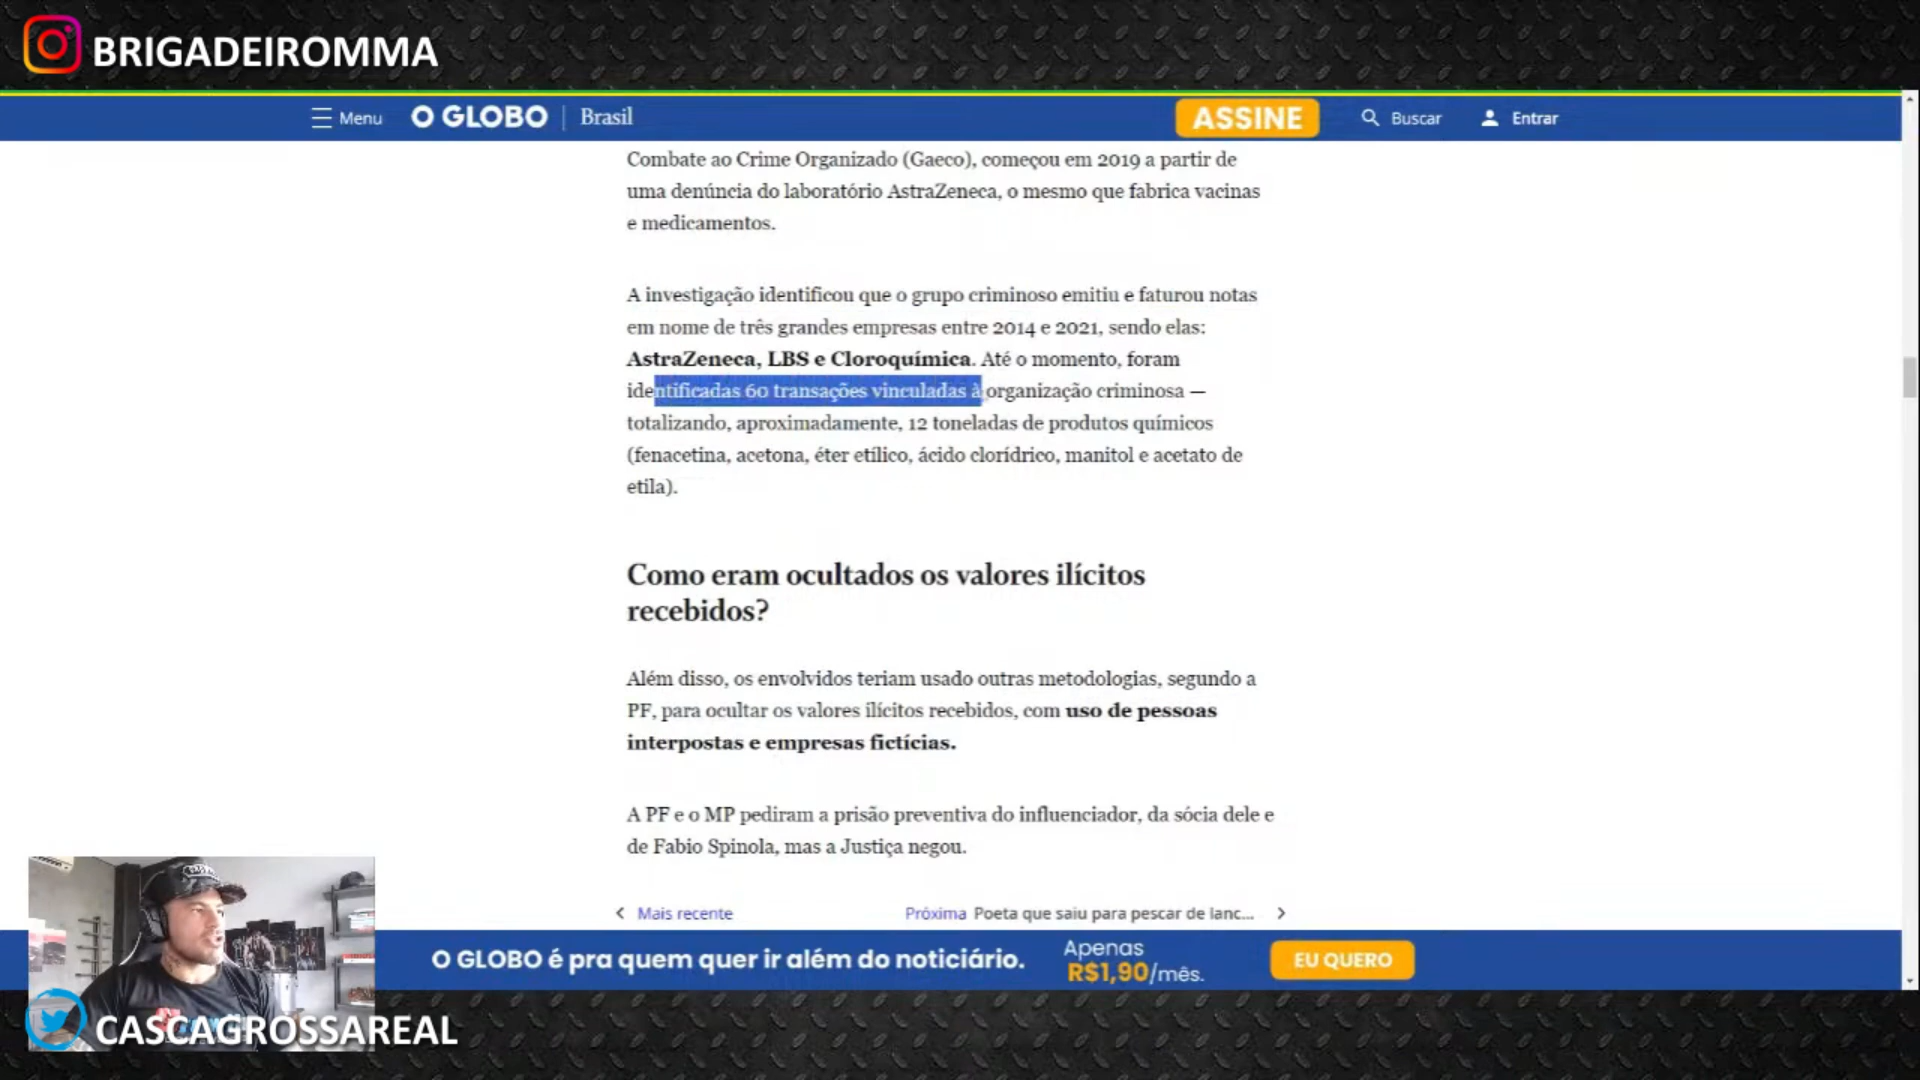 BRIGADEIROMMA
Menu
O GLOBO
Brasil
ASSINE
Buscar
Entrar
Combate ao Crime Organizado (Gaeco), começou em 2019 a partir de
uma denúncia do laboratório AstraZeneca, o mesmo que fabrica vacinas
e medicamentos.
A investigação identificou que o grupo criminoso emitiu e faturou notas
em nome de três grandes empresas entre 2014 e 2021, sendo elas:
AstraZeneca, LBS e Cloroquímica. Até o momento, foram
identificadas 60 transações vinculadas à organização criminosa —
totalizando, aproximadamente, 12 toneladas de produtos químicos
(fenacetina, acetona, éter etílico, ácido clorídrico, manitol e acetato de
etila).
Como eram ocultados os valores ilícitos
recebidos?
Além disso, os envolvidos teriam usado outras metodologias, segundo a
PF, para ocultar os valores ilícitos recebidos, com uso de pessoas
interpostas e empresas fictícias.
A PF e o MP pediram a prisão preventiva do influenciador, da sócia dele e
de Fabio Spinola, mas a Justiça negou.
Mais recente
Próxima Poeta que saiu para pescar de lanc...
O GLOBO é pra quem quer ir além do noticiário.
Apenas
R$1,90/mês.
EU QUERO
CASCAGROSSAREAL